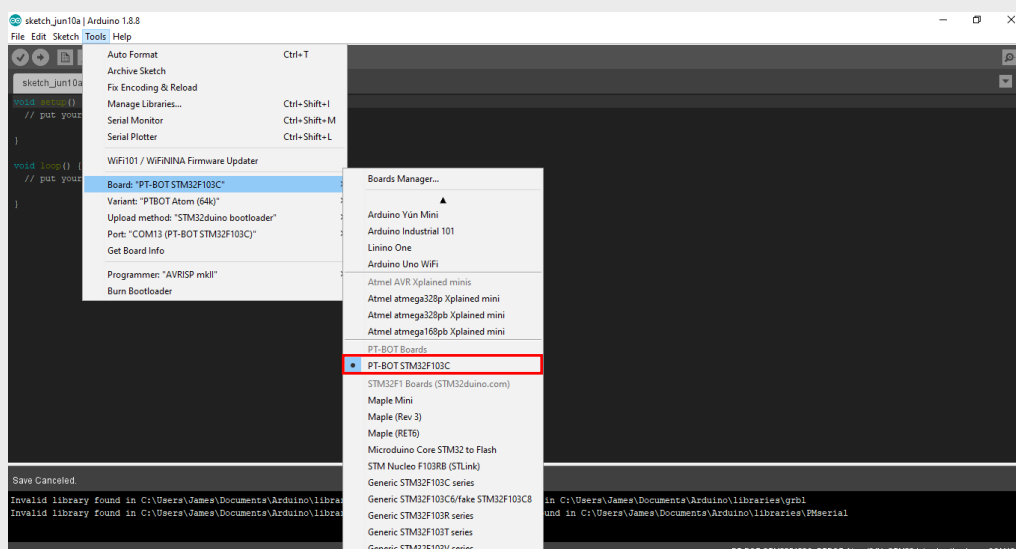 sketch_jun10a | Arduino 1.8.8
File Edit Sketch Tools Help
sketch_jun10a
void setup()
// put your
}
void loop() {
// put your
}
Auto Format Ctrl+T
Archive Sketch
Fix Encoding & Reload
Manage Libraries... Ctrl+Shift+I
Serial Monitor Ctrl+Shift+M
Serial Plotter Ctrl+Shift+L
WiFi101 / WiFiNINA Firmware Updater
Board: "PT-BOT STM32F103C"
Variant: "PTBOT Atom (64k)"
Upload method: "STM32duino bootloader"
Port: "COM13 (PT-BOT STM32F103C)"
Get Board Info
Programmer: "AVRISP mkII"
Burn Bootloader
Boards Manager...
Arduino Yún Mini
Arduino Industrial 101
Linino One
Arduino Uno WiFi
Atmel AVR Xplained minis
Atmel atmega328p Xplained mini
Atmel atmega328pb Xplained mini
Atmel atmega168pb Xplained mini
PT-BOT Boards
PT-BOT STM32F103C
STM32F1 Boards (STM32duino.com)
Maple Mini
Maple (Rev 3)
Maple (RET6)
Microduino Core STM32 to Flash
STM Nucleo F103RB (STLink)
Generic STM32F103C series
Generic STM32F103C6/fake STM32F103C8
Generic STM32F103R series
Generic STM32F103T series
Generic STM32F103V series
Save Canceled.
Invalid library found in C:\Users\James\Documents\Arduino\librar in C:\Users\James\Documents\Arduino\libraries\grbl
Invalid library found in C:\Users\James\Documents\Arduino\librar und in C:\Users\James\Documents\Arduino\libraries\PMserial